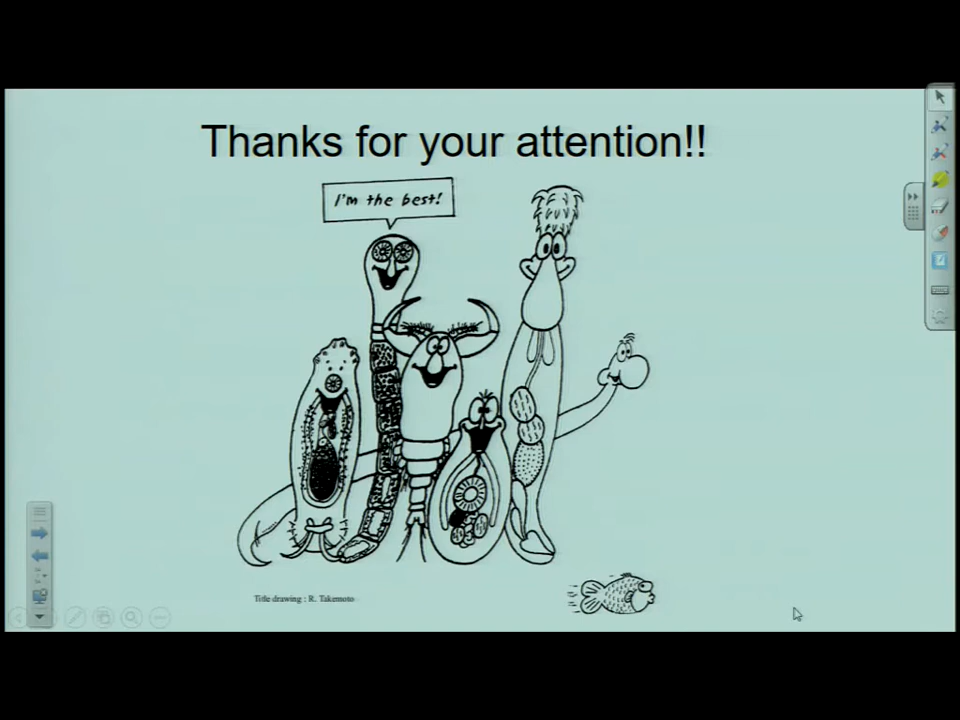 Thanks for your attention!!
I'm the best!
Title drawing : R. Takemoto